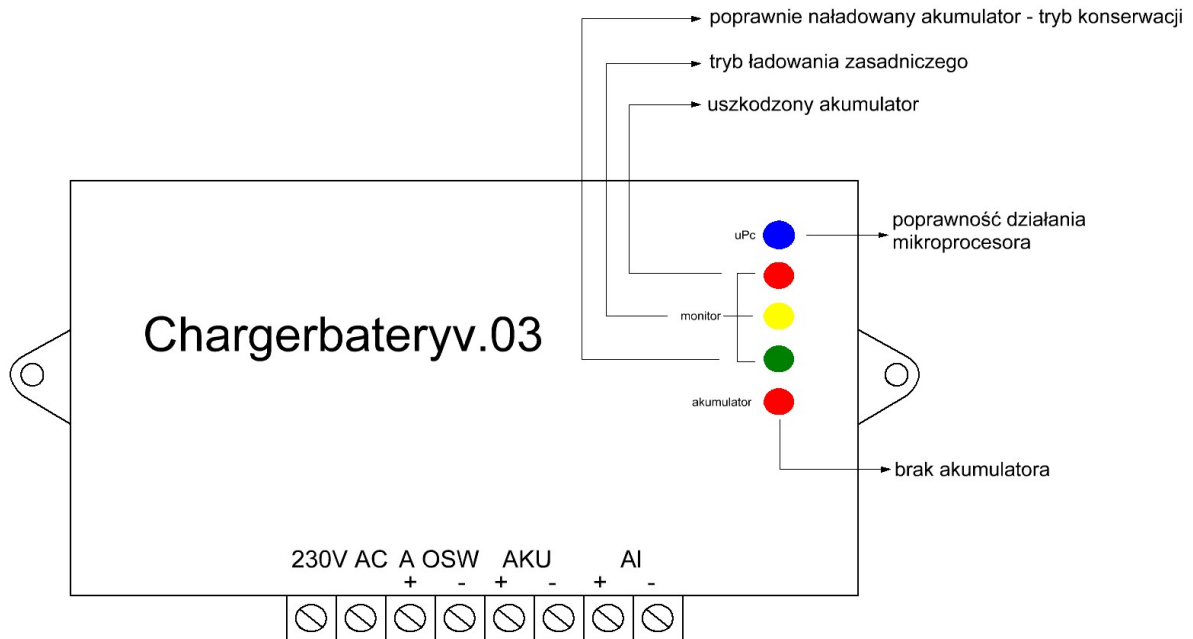 poprawnie naładowany akumulator - tryb konserwacji
tryb ładowania zasadniczego
uszkodzony akumulator
uPc
poprawność działania
mikroprocesora
monitor
Chargerbateryv.03
akumulator
brak akumulatora
230V AC A OSW AKU AI
+ - + - + -